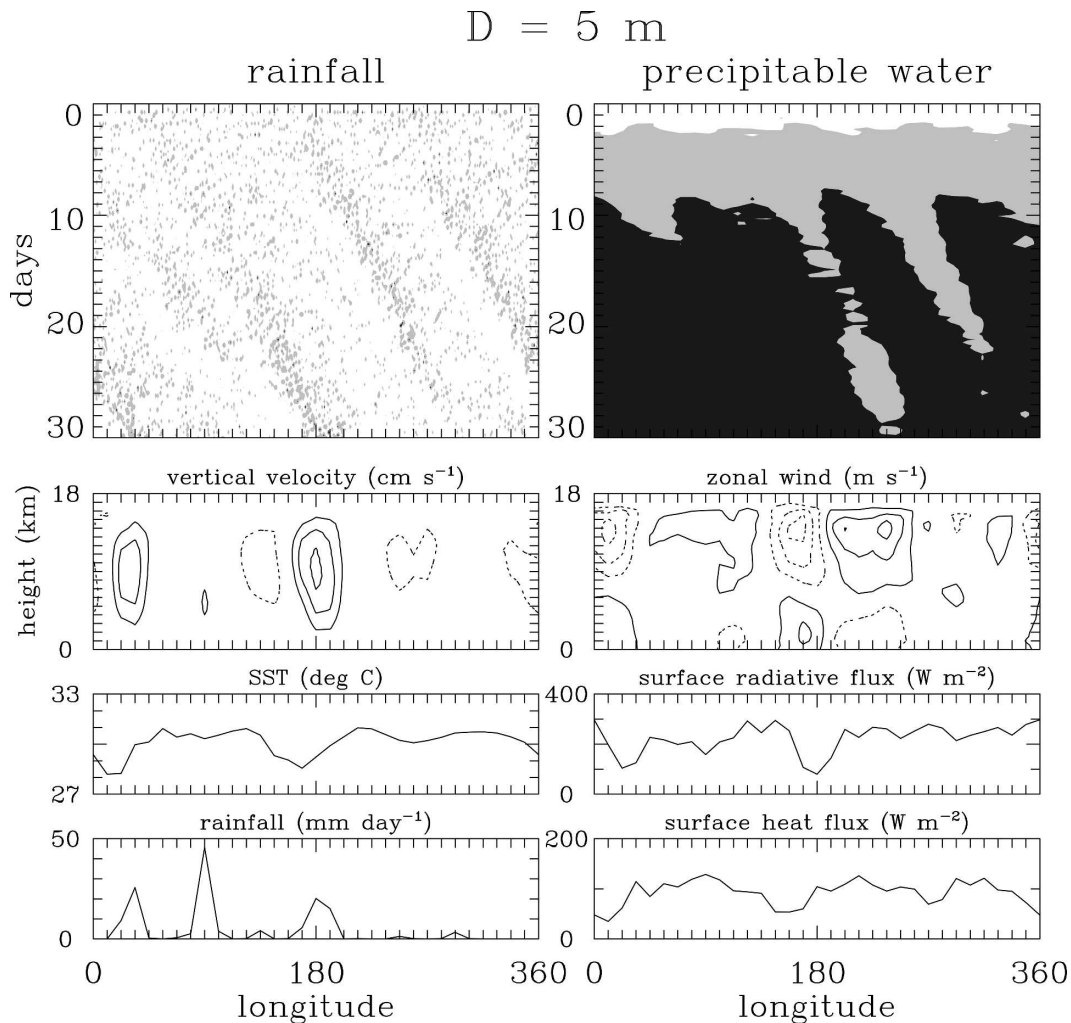 D = 5 m
rainfall
precipitable water
0
10
20
30
days
0
10
20
30
vertical velocity (cm s⁻¹)
zonal wind (m s⁻¹)
18
0
height (km)
18
0
SST (deg C)
surface radiative flux (W m⁻²)
33
27
400
0
rainfall (mm day⁻¹)
surface heat flux (W m⁻²)
50
0
200
0
0 180 360
0 180 360
longitude
longitude